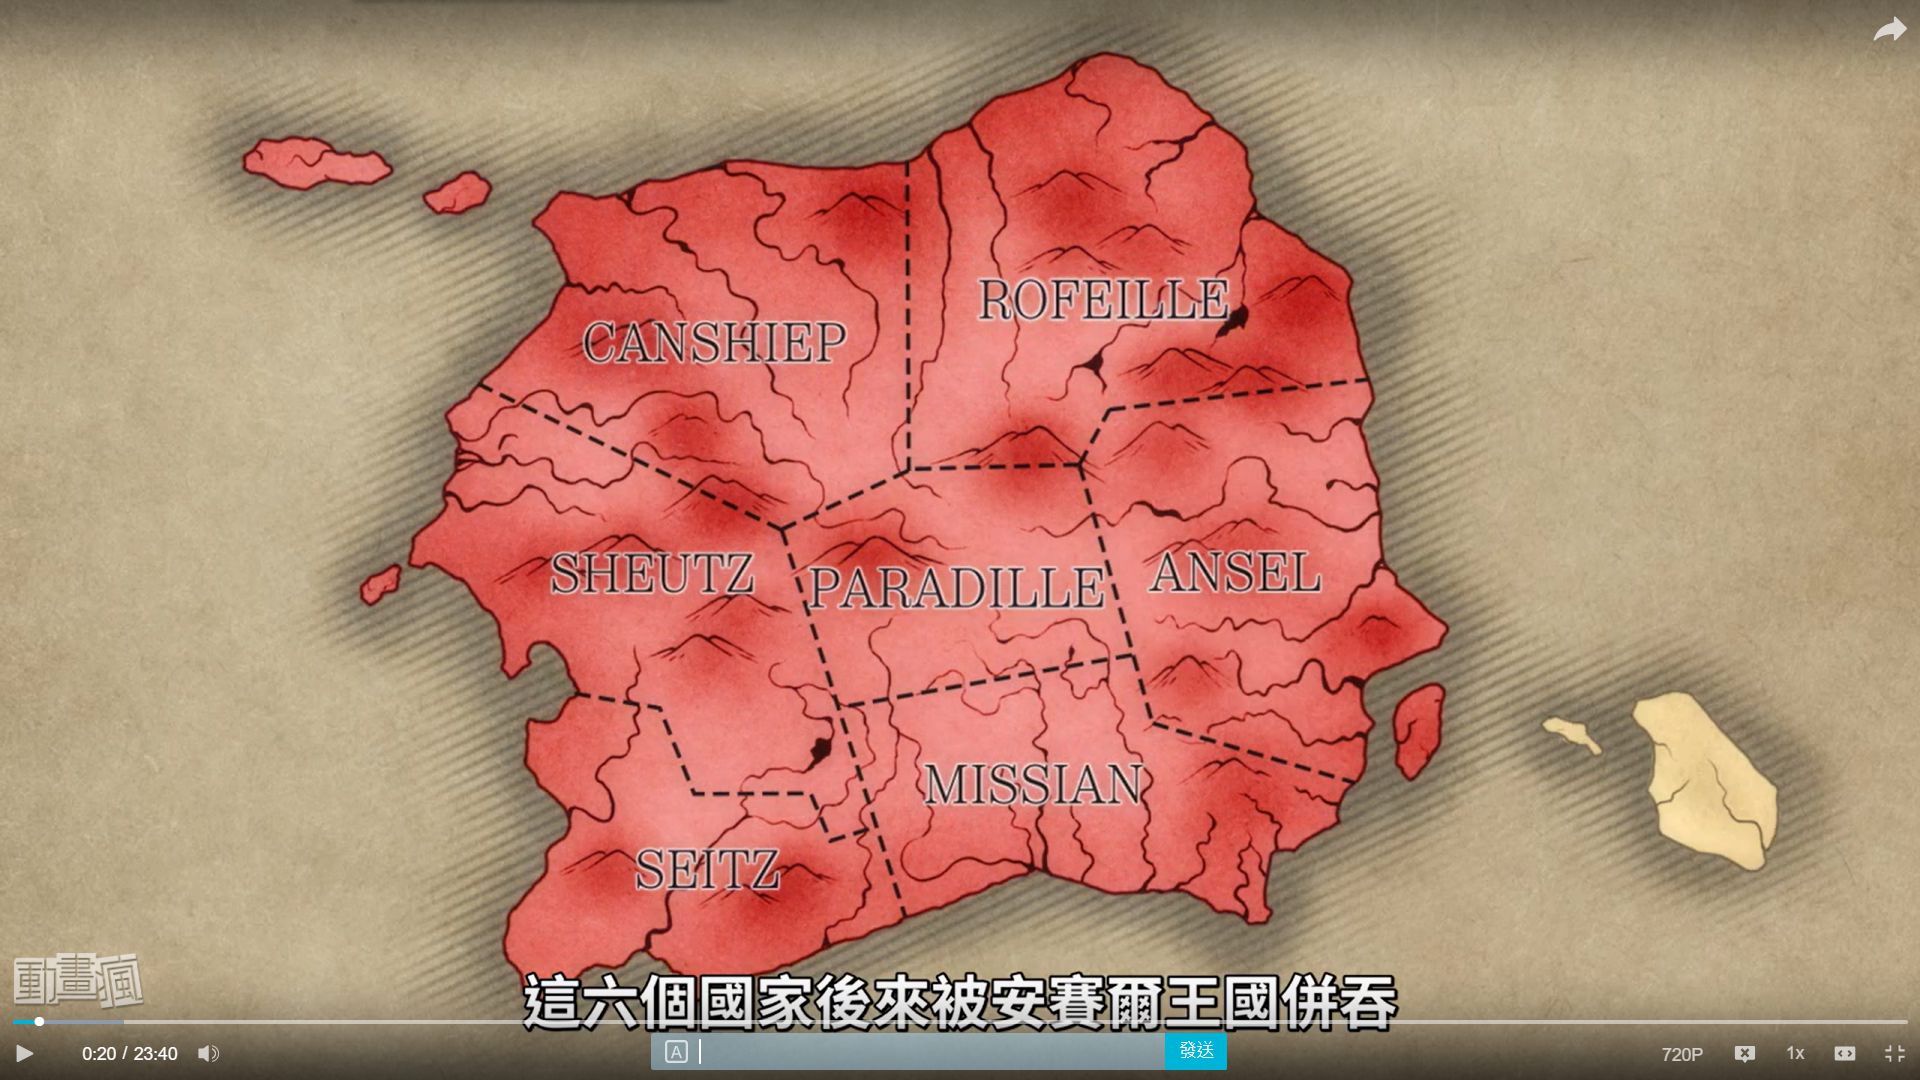 ROFEILLE
CANSHIEP
SHEUTZ
PARADILLE
ANSEL
MISSIAN
SEITZ
動畫瘋
這六個國家後來被安賽爾王國併吞
0:20 / 23:40
A
發送
720P
1x